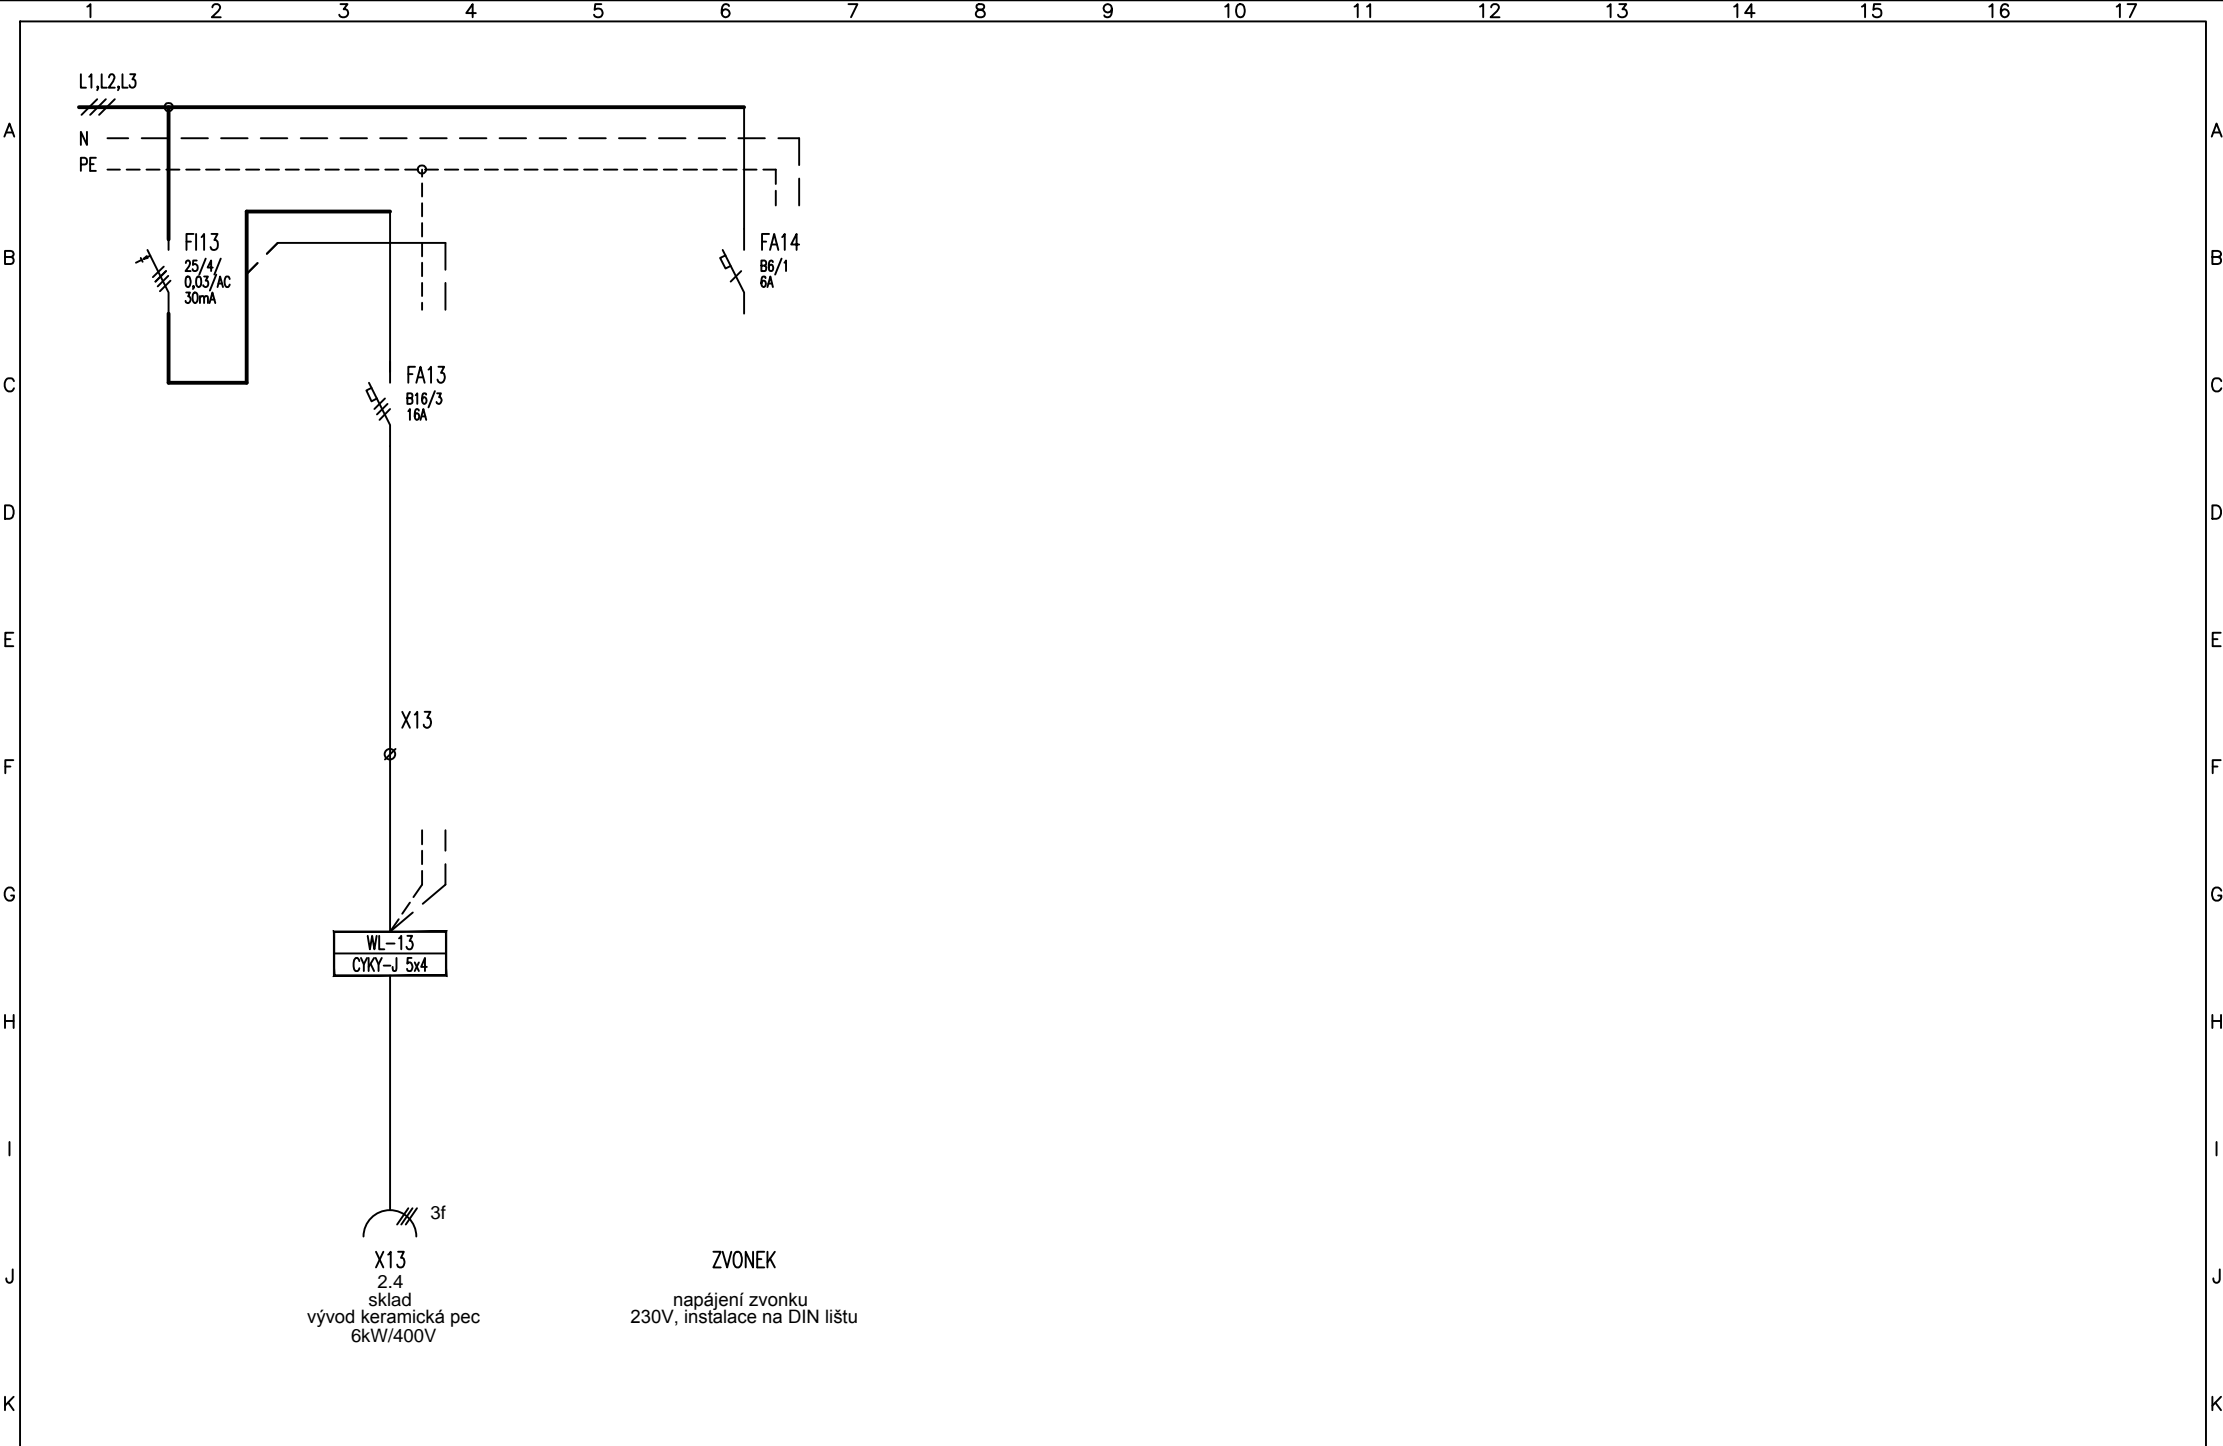 1 2 3 4 5 6 7 8 9 10 11 12 13 14 15 16 17
L1,L2,L3
A A
N
PE
FI13
25/4/
0,03/AC
30mA
FA14
B6/1
6A
B B
FA13
B16/3
16A
C C
D D
E E
X13
F F
G G
WL-13
CYKY-J 5x4
H H
I I
3f
X13
2.4
sklad
vývod keramická pec
6kW/400V
ZVONEK
napájení zvonku
230V, instalace na DIN lištu
J J
K K